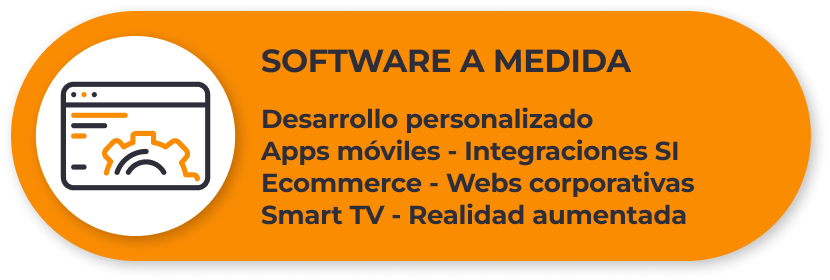 SOFTWARE A MEDIDA
Desarrollo personalizado
Apps móviles - Integraciones SI
Ecommerce - Webs corporativas
Smart TV - Realidad aumentada